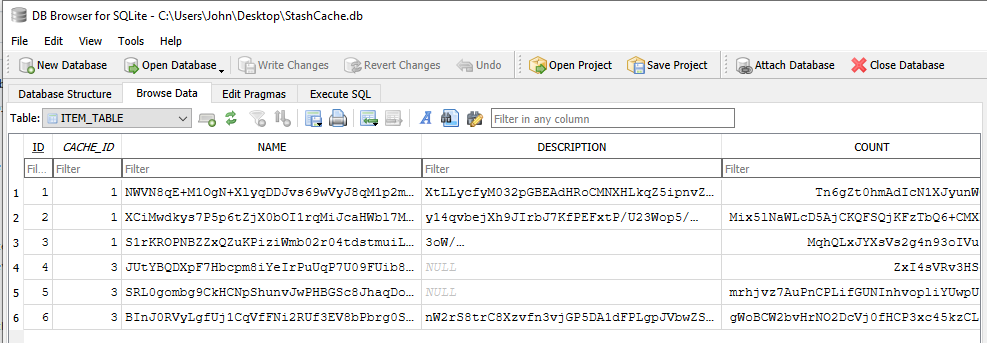 DB Browser for SQLite - C:\Users\John\Desktop\StashCache.db
File Edit View Tools Help
New Database Open Database Write Changes Revert Changes Undo Open Project Save Project Attach Database Close Database
Database Structure Browse Data Edit Pragmas Execute SQL
Table: ITEM_TABLE Filter in any column
ID CACHE_ID NAME DESCRIPTION COUNT
Fil... Filter Filter Filter Filter
1 1 1 NWVN8qE+M1OgN+XlyqDDJvs69wVyJ8qM1p2m… XtLLycfyM032pGBEAdHRoCMNXHLkqZ5ipnvZ… Tn6gZt0hmAdIcN1XJyunW
2 2 1 XCiMwdkys7P5p6tZjX0bOI1rqMiJcaHWbl7M… y14qvbejXh9JIrbJ7KfPEFxtP/U23Wop5/… Mix5lNaWLcD5AjCKQFSQjKFzTbQ6+CMX
3 3 1 S1rKROPNBZZxQZuKPiziWmb02r04tdstmuiL… 3oW/… MqhQLxJYXsVs2g4n93oIVu
4 4 3 JUtYBQDXpF7Hbcpm8iYeIrPuUqP7U09FUib8… NULL ZxI4sVRv3HS
5 5 3 SRL0gombg9CkHCNpShunvJwPHBGSc8JhaqDo… NULL mrhjvz7AuPnCPLifGUNInhvopliYUwpU
6 6 3 BInJ0RVyLgfUj1CqVfFNi2RUf3EV8bPbrg0S… nW2rS8trC8Xzvfn3vjGP5DA1dFPLgpJVbwZS… gWoBCW2bvHrNO2DcVj0fHCP3xc45kzCL